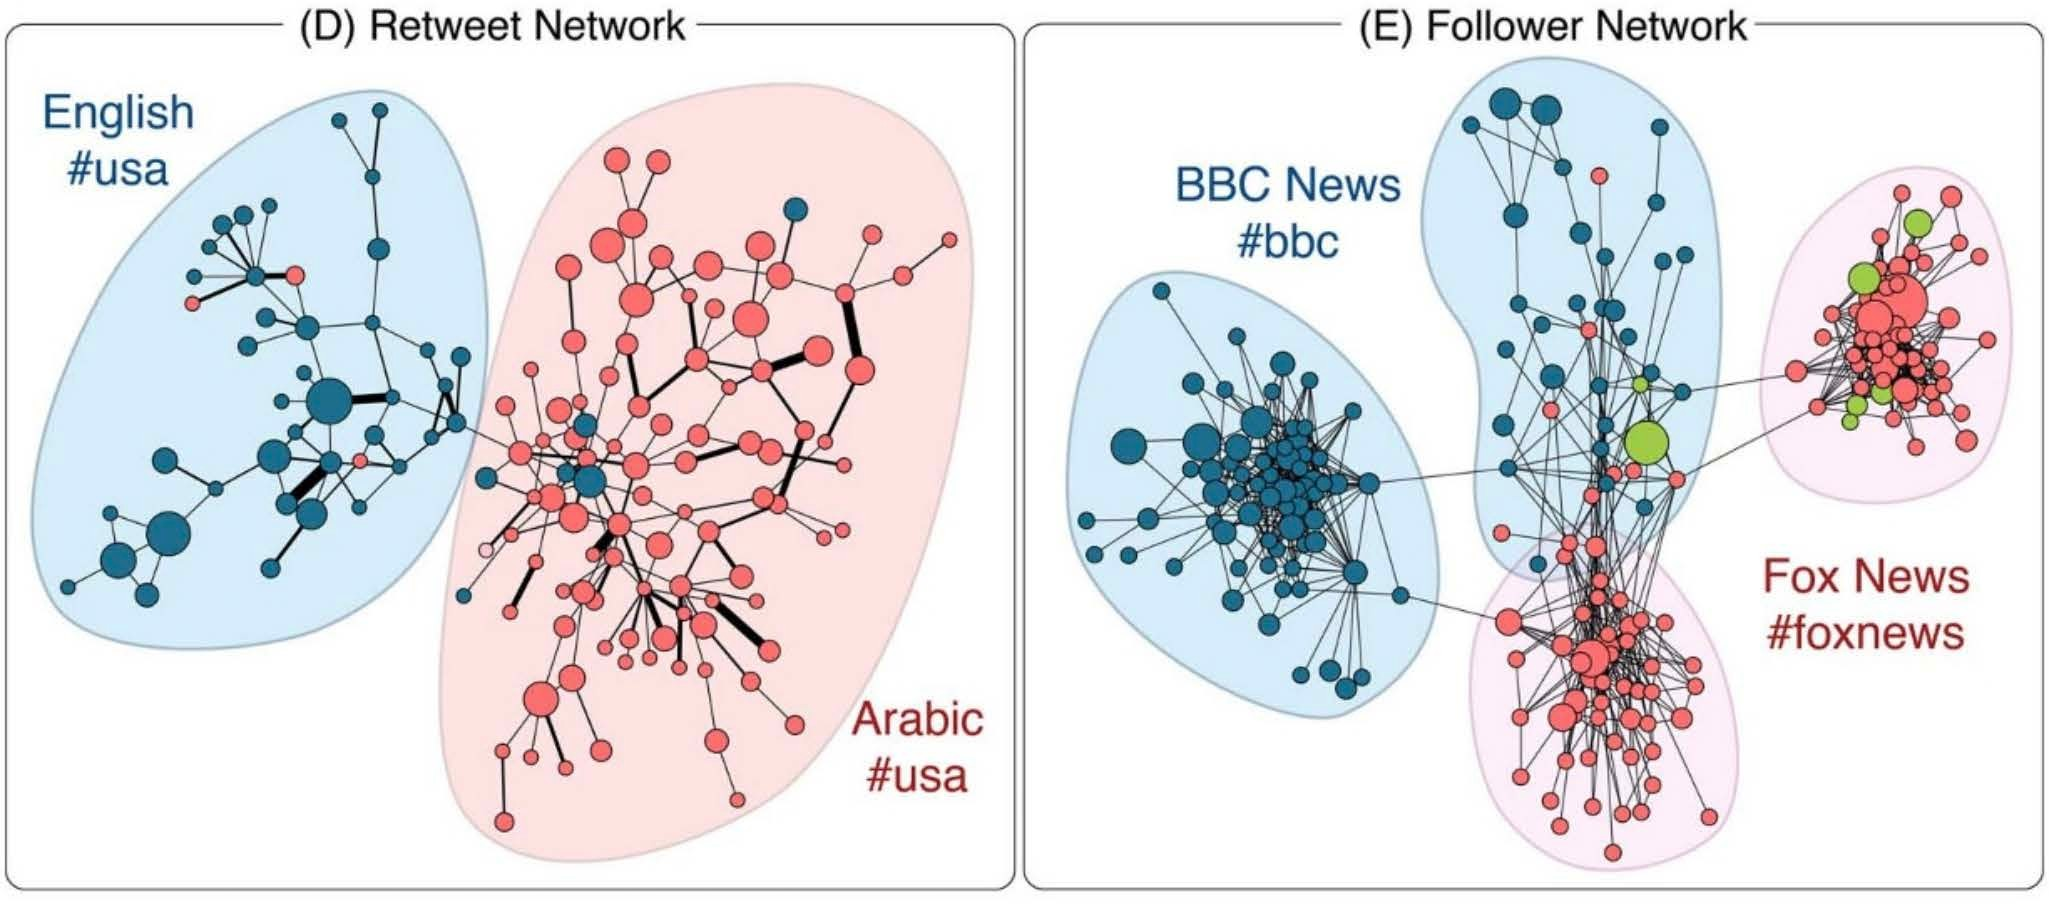 (D) Retweet Network
English
#usa
Arabic
#usa
(E) Follower Network
BBC News
#bbc
Fox News
#foxnews